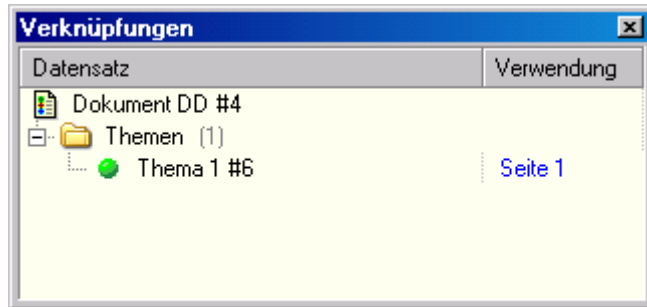 Verknüpfungen
Datensatz Verwendung
Dokument DD #4
Themen (1)
Thema 1 #6 Seite 1